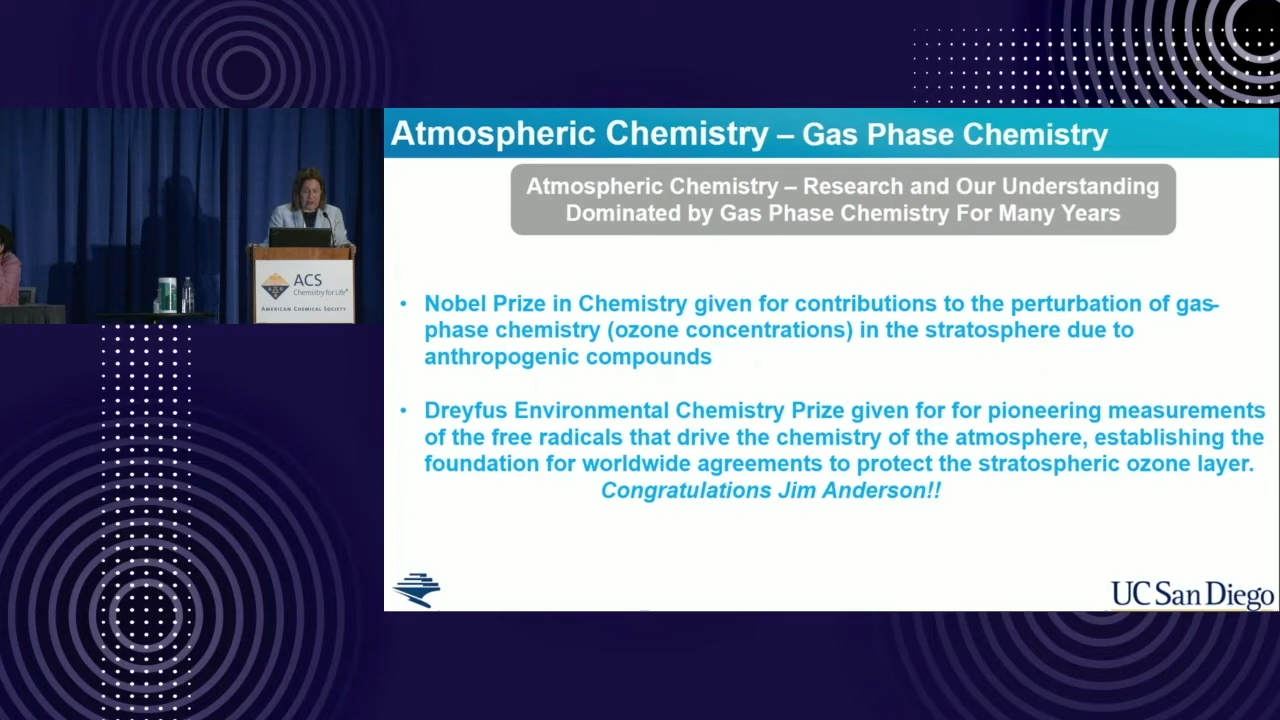 Atmospheric Chemistry – Gas Phase Chemistry
Atmospheric Chemistry – Research and Our Understanding
Dominated by Gas Phase Chemistry For Many Years
• Nobel Prize in Chemistry given for contributions to the perturbation of gas-
phase chemistry (ozone concentrations) in the stratosphere due to
anthropogenic compounds
• Dreyfus Environmental Chemistry Prize given for for pioneering measurements
of the free radicals that drive the chemistry of the atmosphere, establishing the
foundation for worldwide agreements to protect the stratospheric ozone layer.
Congratulations Jim Anderson!!
UC San Diego
ACS
Chemistry for Life®
AMERICAN CHEMICAL SOCIETY